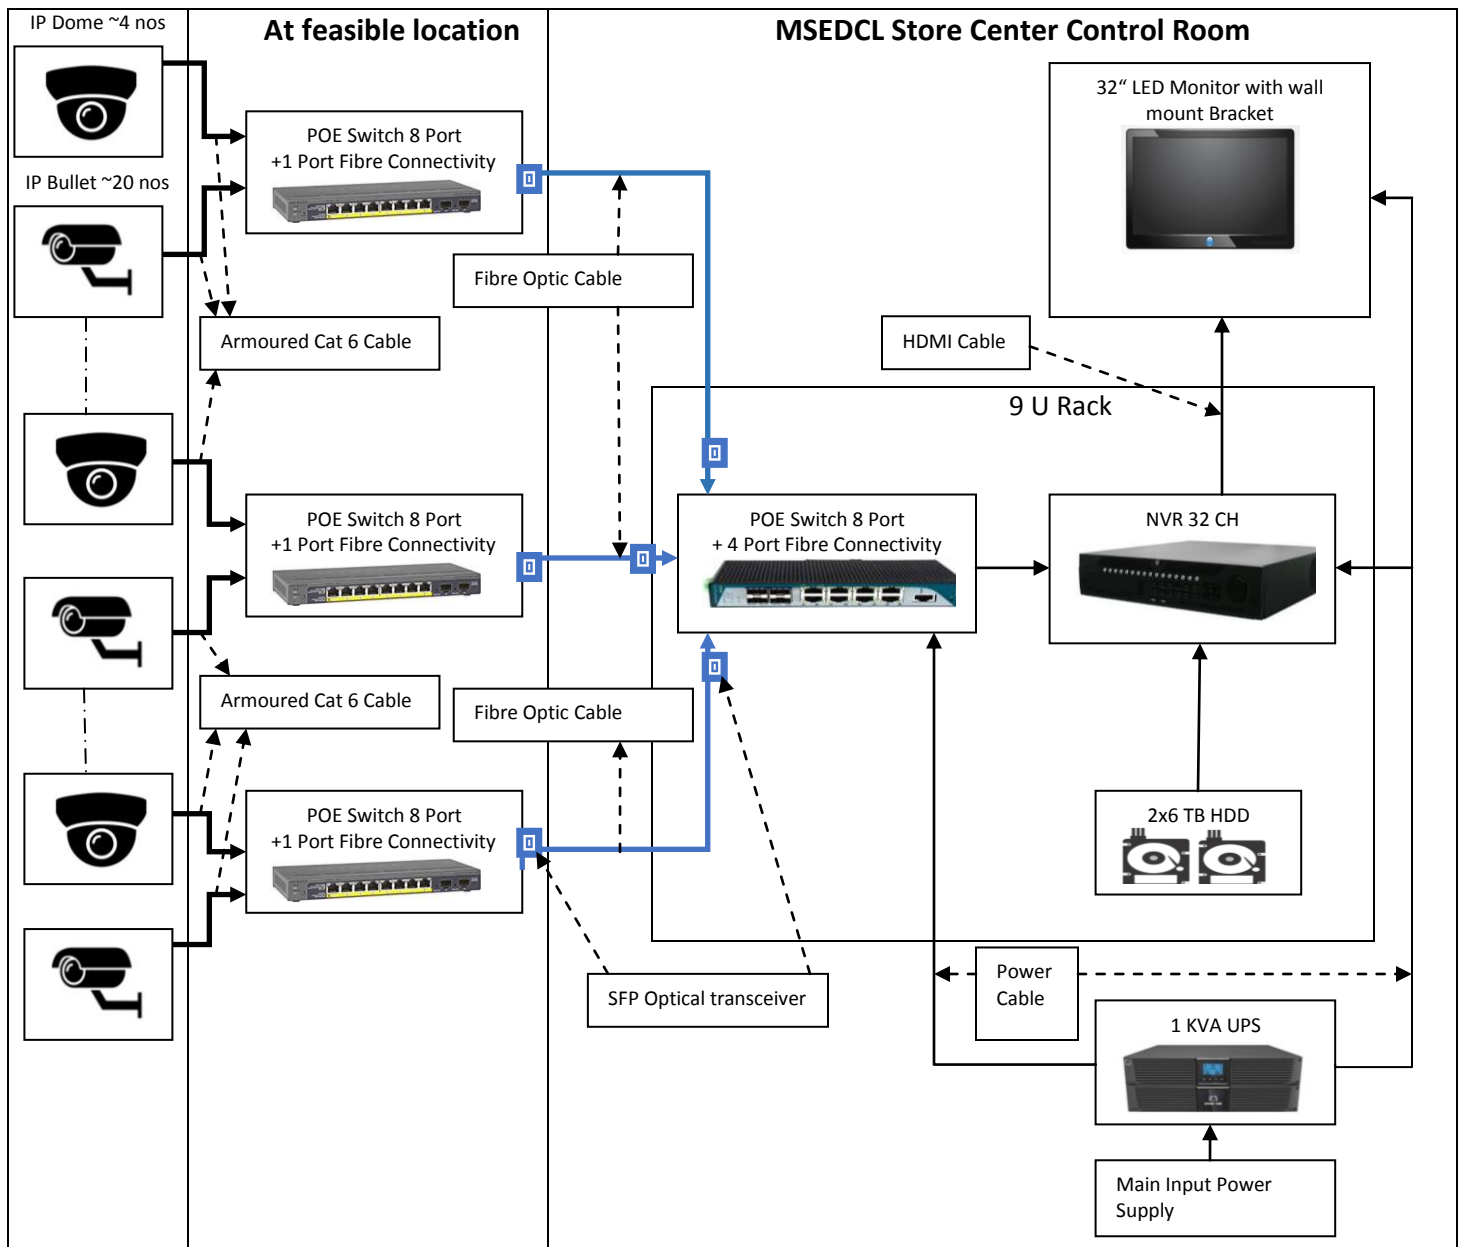 IP Dome ~4 nos
At feasible location
MSEDCL Store Center Control Room
32“ LED Monitor with wall
mount Bracket
POE Switch 8 Port
+1 Port Fibre Connectivity
IP Bullet ~20 nos
Fibre Optic Cable
Armoured Cat 6 Cable
HDMI Cable
9 U Rack
POE Switch 8 Port
+1 Port Fibre Connectivity
POE Switch 8 Port
+ 4 Port Fibre Connectivity
NVR 32 CH
Armoured Cat 6 Cable
Fibre Optic Cable
POE Switch 8 Port
+1 Port Fibre Connectivity
2x6 TB HDD
SFP Optical transceiver
Power
Cable
1 KVA UPS
Main Input Power
Supply